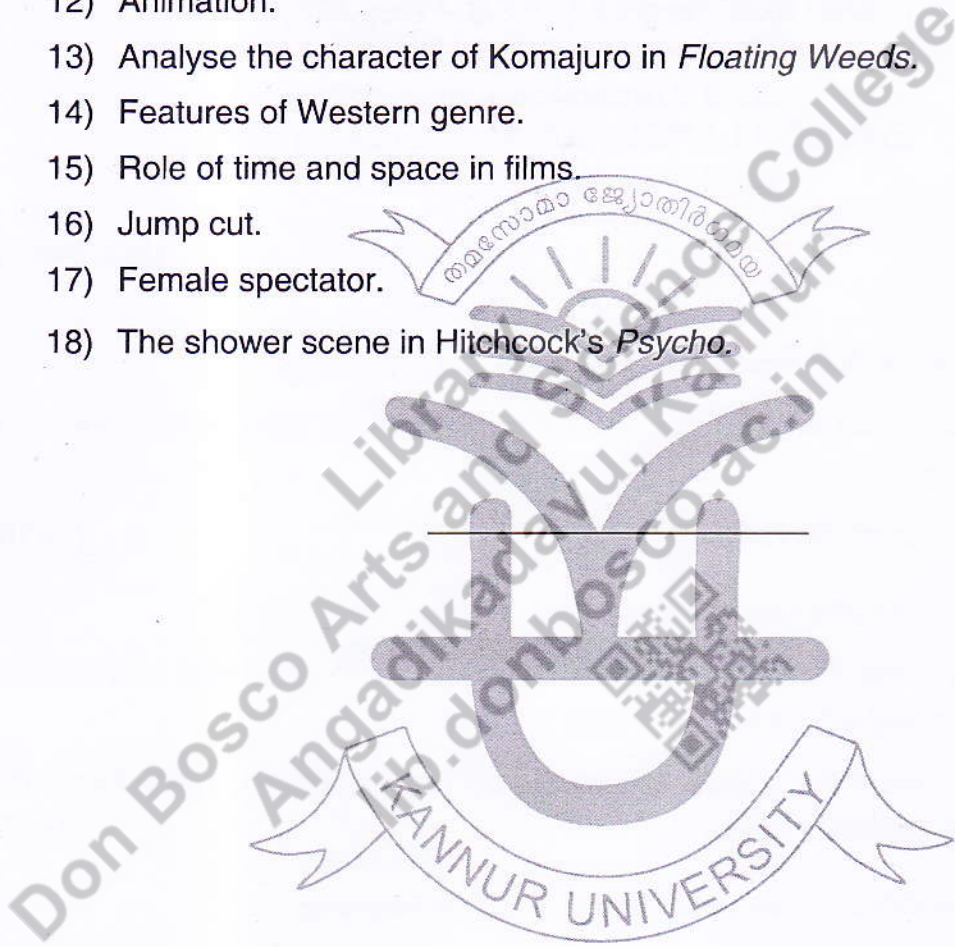 12) Animation.
13) Analyse the character of Komajuro in Floating Weeds.
14) Features of Western genre.
15) Role of time and space in films.
16) Jump cut.
17) Female spectator.
18) The shower scene in Hitchcock's Psycho.
തമസോമാ ജ്യോതിർഗമയ
KANNUR UNIVERSITY
Library
Don Bosco Arts and Science College
Angadikadavu, Kannur
lib.donbosco.ac.in